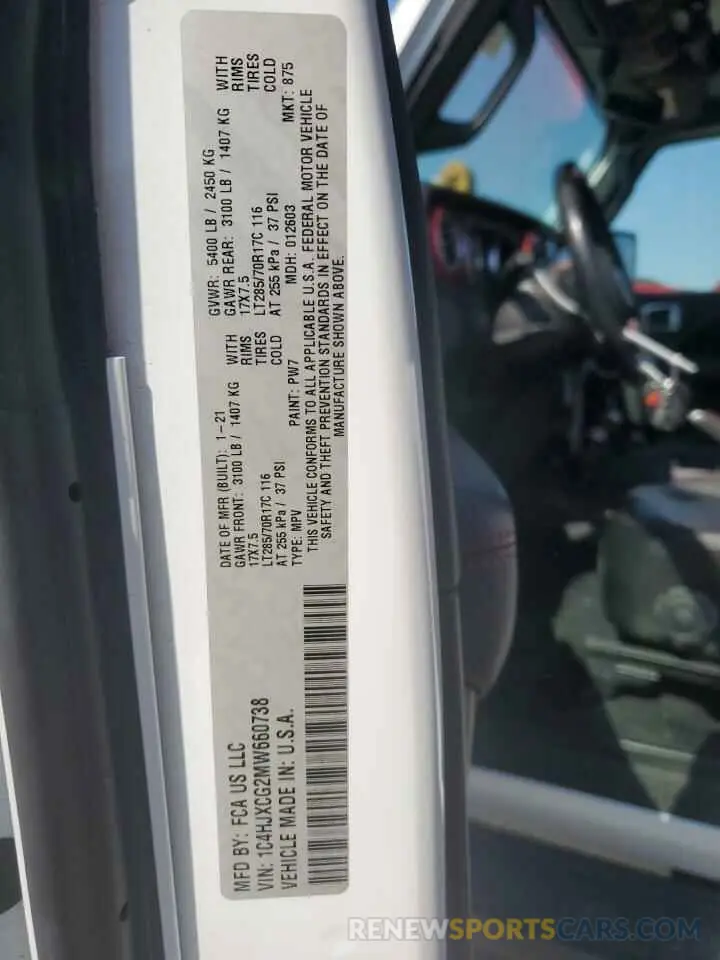 MFD BY: FCA US LLC
VIN: 1C4HJXCG2MW660738
VEHICLE MADE IN: U.S.A.
DATE OF MFR (BUILT): 1-21 GVWR: 5400 LB / 2450 KG
GAWR FRONT: 3100 LB / 1407 KG WITH GAWR REAR: 3100 LB / 1407 KG WITH
17X7.5 RIMS 17X7.5 RIMS
LT285/70R17C 116 TIRES LT285/70R17C 116 TIRES
AT 255 kPa / 37 PSI COLD AT 255 kPa / 37 PSI COLD
TYPE: MPV PAINT: PW7 MDH: 012603 MKT: 875
THIS VEHICLE CONFORMS TO ALL APPLICABLE U.S.A. FEDERAL MOTOR VEHICLE
SAFETY AND THEFT PREVENTION STANDARDS IN EFFECT ON THE DATE OF
MANUFACTURE SHOWN ABOVE.
RENEWSPORTSCARS.COM